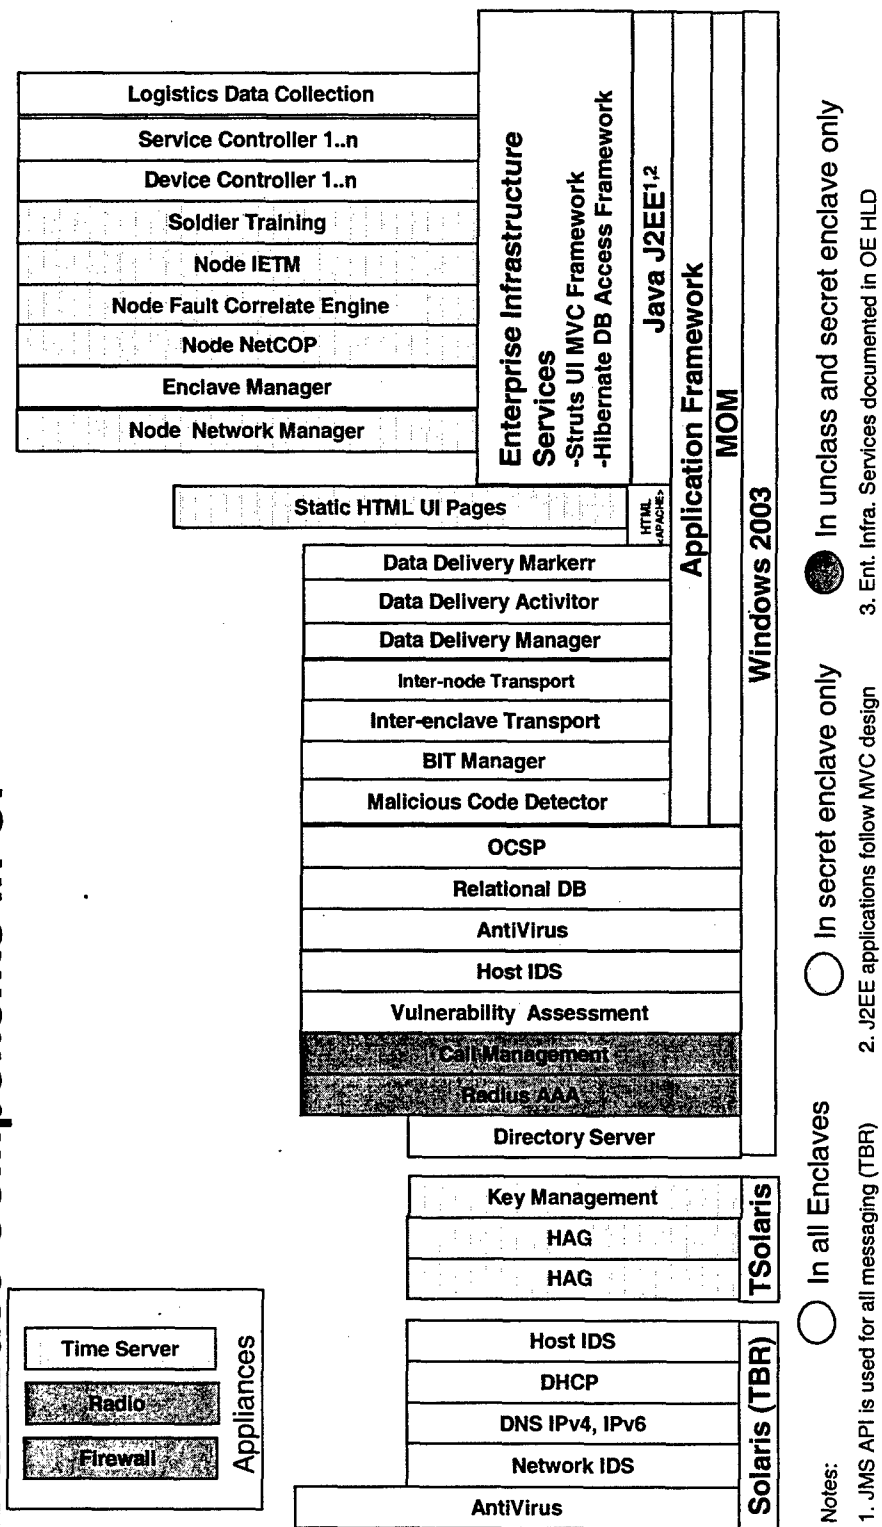 Logistics Data Collection
Service Controller 1..n
Device Controller 1..n
Soldier Training
Node IETM
Node Fault Correlate Engine
Node NetCOP
Enclave Manager
Node Network Manager
Enterprise Infrastructure
Services
-Struts UI MVC Framework
-Hibernate DB Access Framework
Java J2EE1,2
Static HTML UI Pages
HTML
<APACHE>
Application Framework
MOM
Windows 2003
Data Delivery Markerr
Data Delivery Activitor
Data Delivery Manager
Inter-node Transport
Inter-enclave Transport
BIT Manager
Malicious Code Detector
OCSP
Relational DB
AntiVirus
Host IDS
Vulnerability Assessment
Call Management
Radius AAA
Directory Server
Key Management
HAG
HAG
TSolaris
Time Server
Radio
Firewall
Appliances
Host IDS
DHCP
DNS IPv4, IPv6
Network IDS
AntiVirus
Solaris (TBR)
Notes:
In all Enclaves
In secret enclave only
In unclass and secret enclave only
1. JMS API is used for all messaging (TBR)
2. J2EE applications follow MVC design
3. Ent. Infra. Services documented in OE HLD